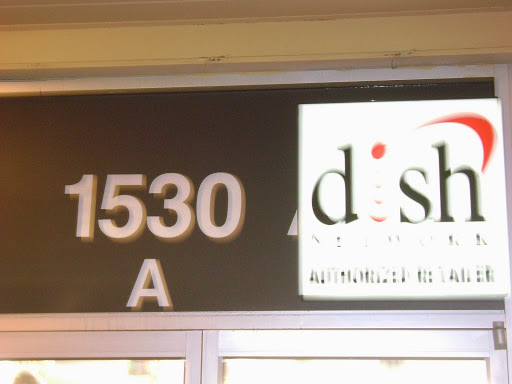 1530
A
dish
NETWORK
AUTHORIZED RETAILER